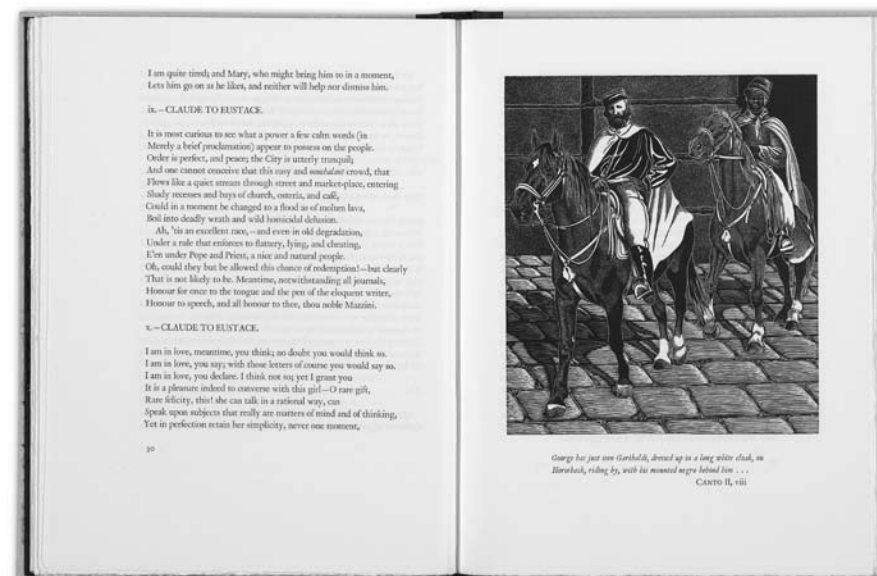 I am quite tired; and Mary, who might bring him to in a moment,
Lets him go on as he likes, and neither will help nor dismiss him.
ix.—CLAUDE TO EUSTACE.
It is most curious to see what a power a few calm words (in
Merely a brief proclamation) appear to possess on the people.
Order is perfect, and peace; the City is utterly tranquil;
And one cannot conceive that this easy and nonchalant crowd, that
Flows like a quiet stream through street and market-place, entering
Shady recesses and bays of church, osteria, and café,
Could in a moment be changed to a flood as of molten lava,
Boil into deadly wrath and wild homicidal delusion.
Ah, 'tis an excellent race,—and even in old degradation,
Under a rule that enforces to flattery, lying, and cheating,
E'en under Pope and Priest, a nice and natural people.
Oh, could they but be allowed this chance of redemption!—but clearly
That is not likely to be. Meantime, notwithstanding all journals,
Honour for once to the tongue and the pen of the eloquent writer,
Honour to speech, and all honour to thee, thou noble Mazzini.
x.—CLAUDE TO EUSTACE.
I am in love, meantime, you think; no doubt you would think so.
I am in love, you say; with those letters of course you would say so.
I am in love, you declare. I think not so; yet I grant you
It is a pleasure indeed to converse with this girl—O rare gift,
Rare felicity, this! she can talk in a rational way, can
Speak upon subjects that really are matters of mind and of thinking,
Yet in perfection retain her simplicity, never one moment,
30
George has just seen Garibaldi, dressed up in a long white cloak, on
Horseback, riding by, with his mounted negro behind him . . .
CANTO II, viii